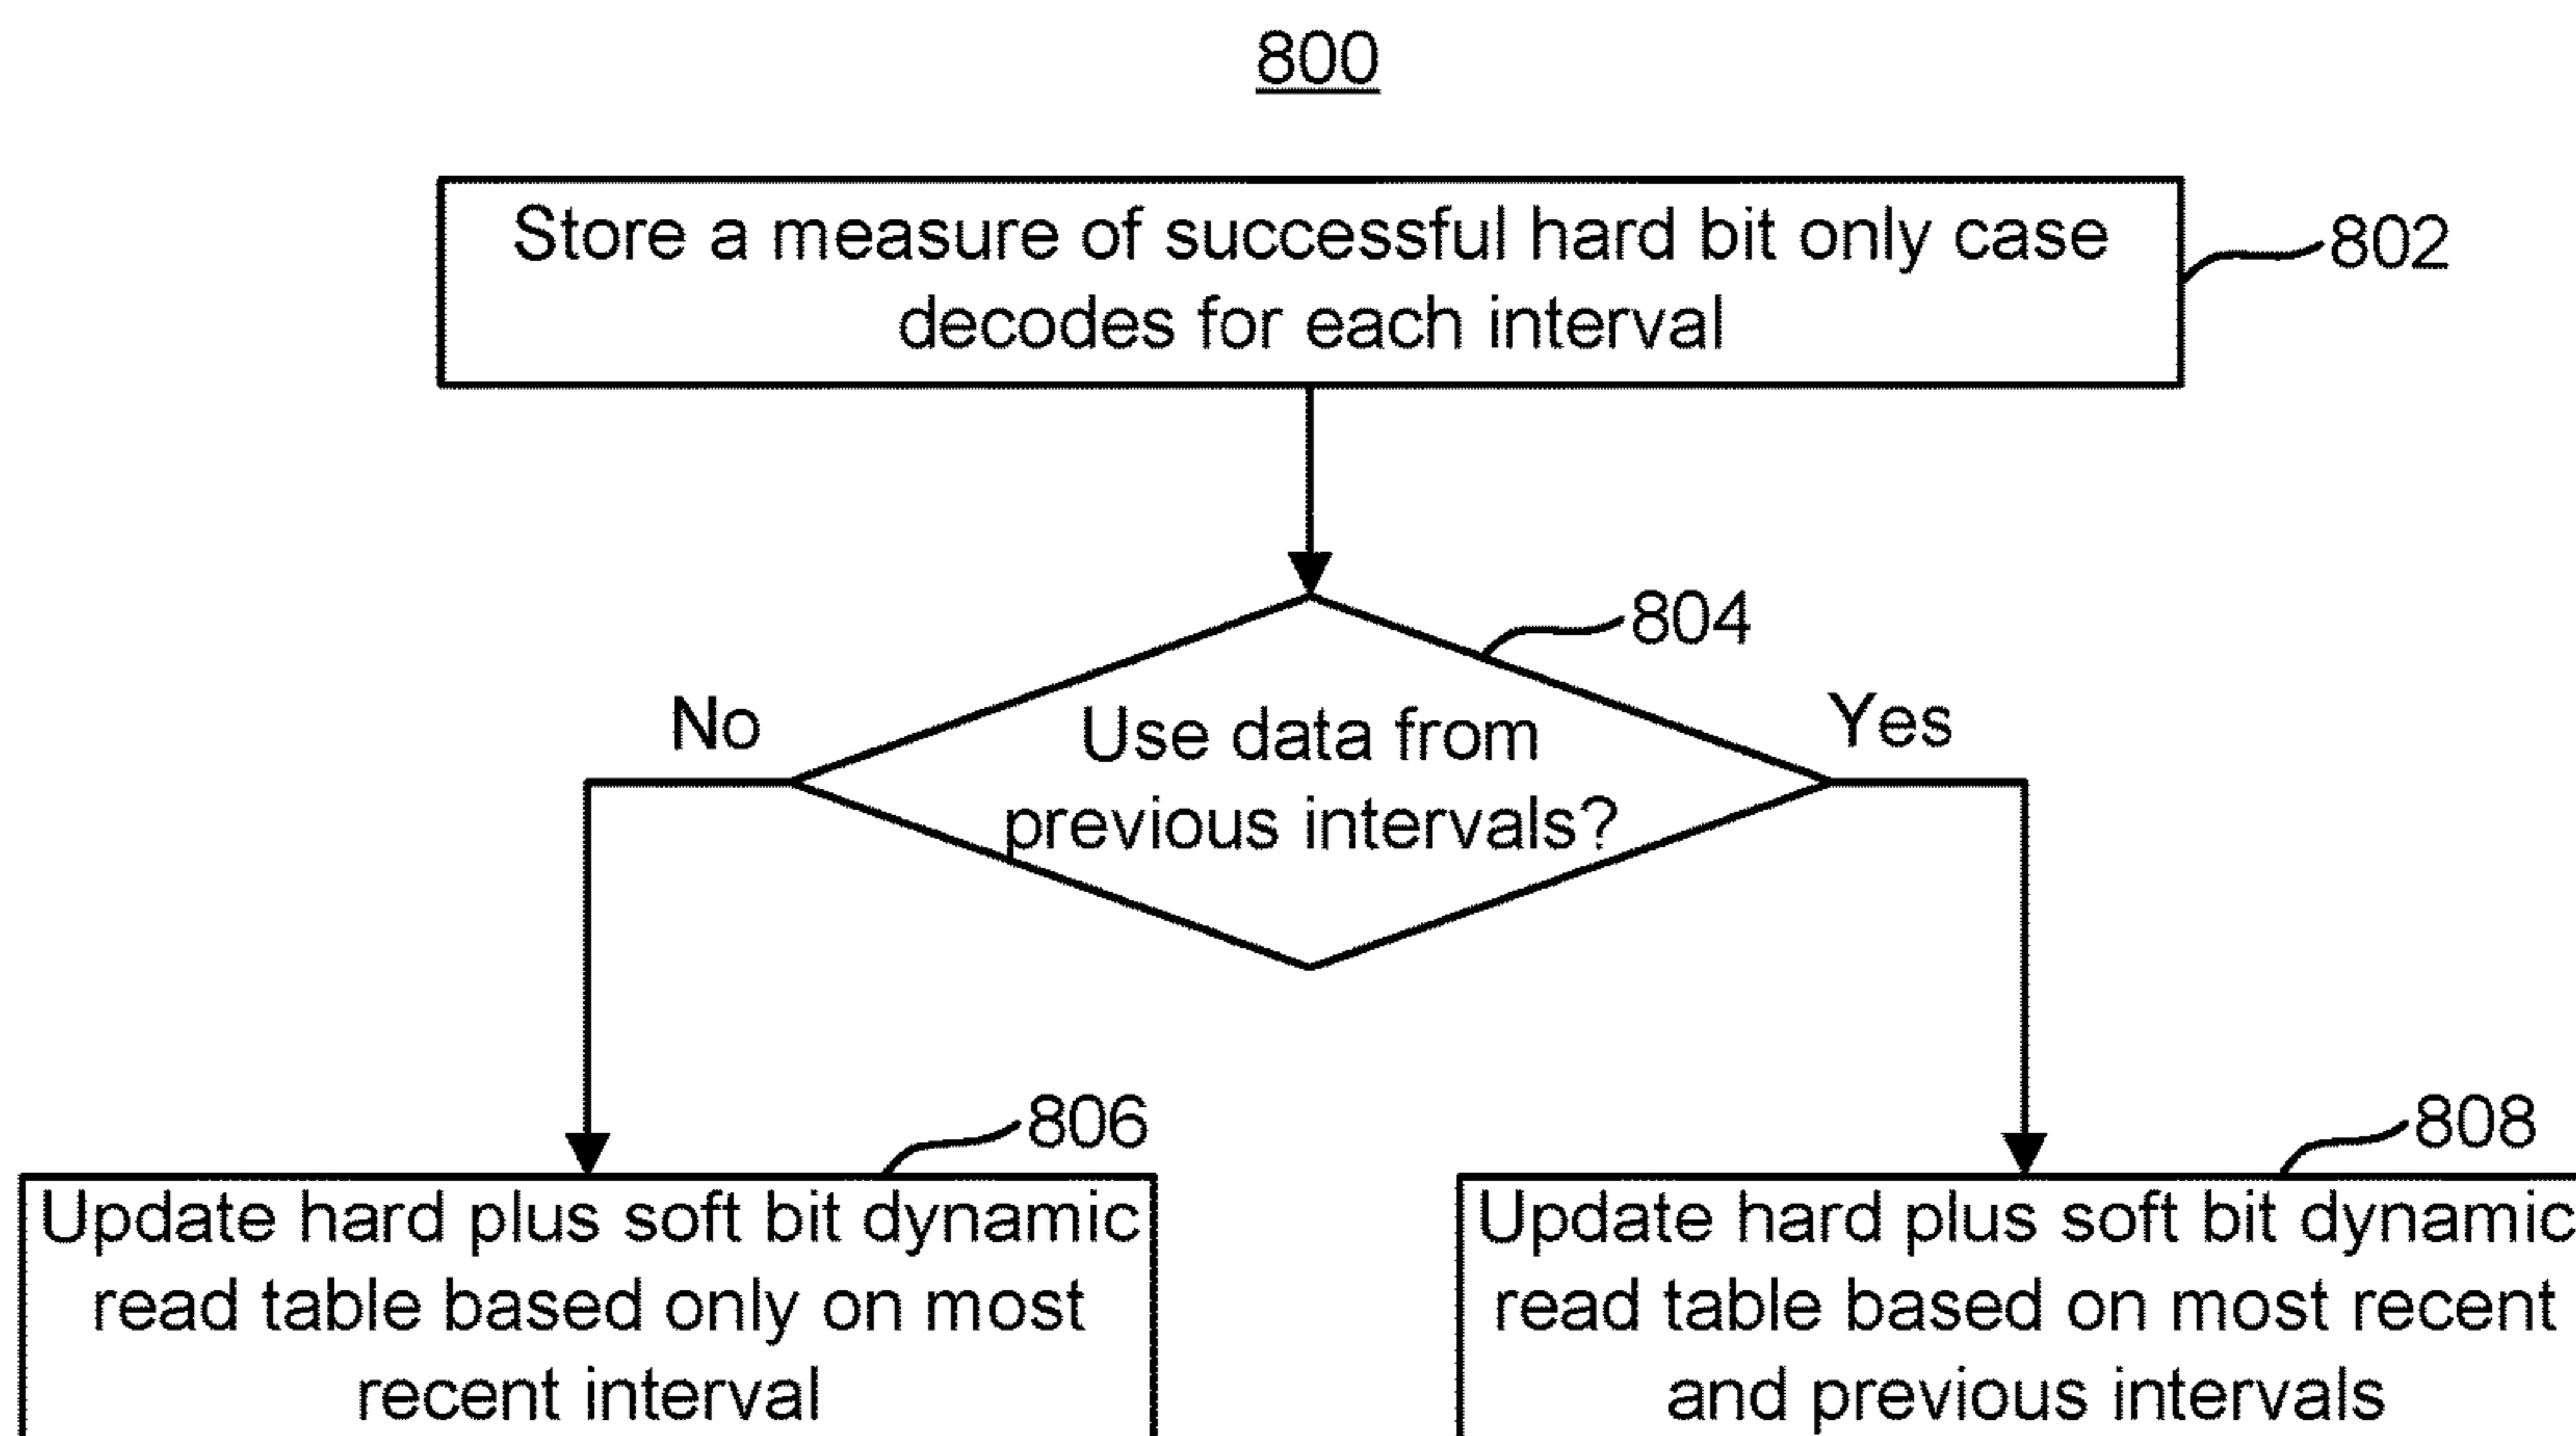 800
Store a measure of successful hard bit only case
decodes for each interval
802
804
No
Yes
Use data from
previous intervals?
806
808
Update hard plus soft bit dynamic
read table based only on most
recent interval
Update hard plus soft bit dynamic
read table based on most recent
and previous intervals